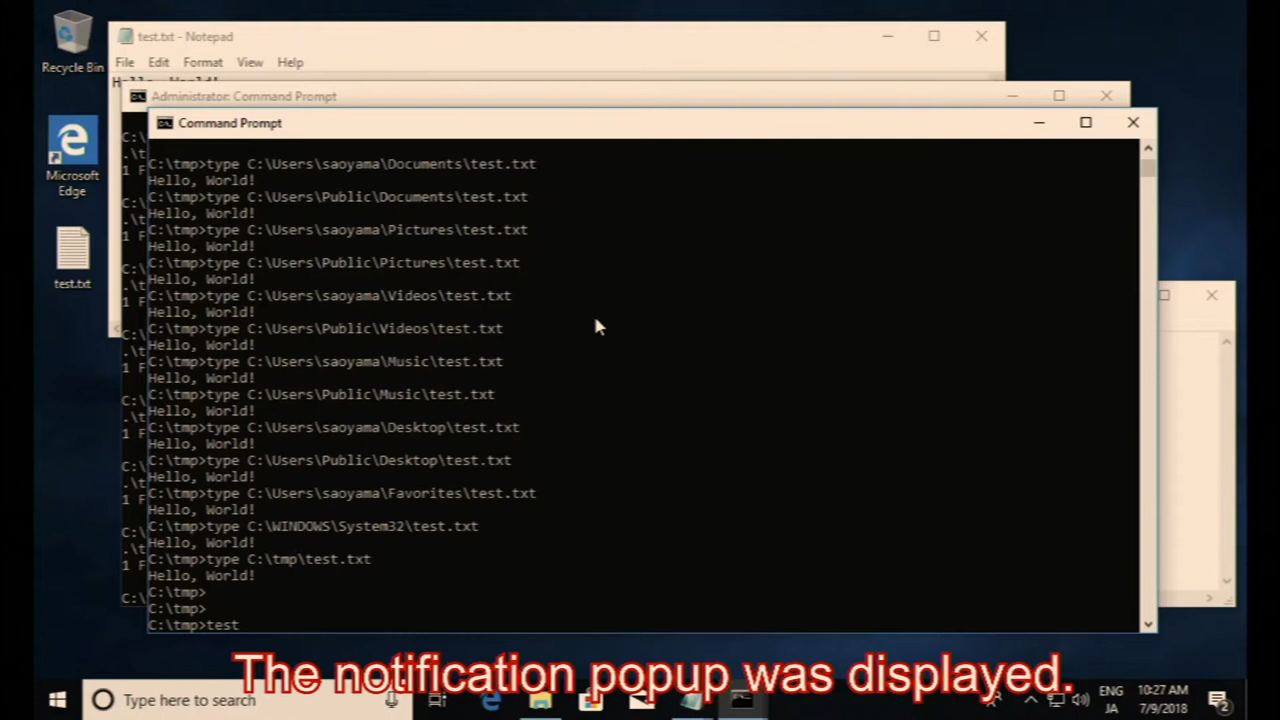 Recycle Bin
Microsoft
Edge
test.txt
test.txt - Notepad
File Edit Format View Help
Hello, World!
Administrator: Command Prompt
Command Prompt
C:\tmp>type C:\Users\saoyama\Documents\test.txt
Hello, World!
C:\tmp>type C:\Users\Public\Documents\test.txt
Hello, World!
C:\tmp>type C:\Users\saoyama\Pictures\test.txt
Hello, World!
C:\tmp>type C:\Users\Public\Pictures\test.txt
Hello, World!
C:\tmp>type C:\Users\saoyama\Videos\test.txt
Hello, World!
C:\tmp>type C:\Users\Public\Videos\test.txt
Hello, World!
C:\tmp>type C:\Users\saoyama\Music\test.txt
Hello, World!
C:\tmp>type C:\Users\Public\Music\test.txt
Hello, World!
C:\tmp>type C:\Users\saoyama\Desktop\test.txt
Hello, World!
C:\tmp>type C:\Users\Public\Desktop\test.txt
Hello, World!
C:\tmp>type C:\Users\saoyama\Favorites\test.txt
Hello, World!
C:\tmp>type C:\WINDOWS\System32\test.txt
Hello, World!
C:\tmp>type C:\tmp\test.txt
Hello, World!
C:\tmp>
C:\tmp>
C:\tmp>test
The notification popup was displayed.
Type here to search
ENG
JA
10:27 AM
7/9/2018
2